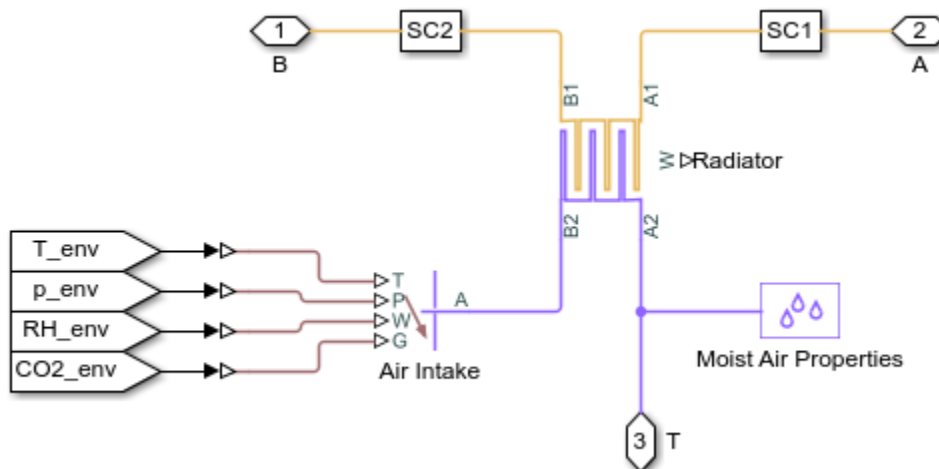 1
SC2
SC1
2
B
A
B1
A1
W
Radiator
B2
A2
T_env
p_env
RH_env
CO2_env
T
P
W
G
A
Air Intake
Moist Air Properties
3
T